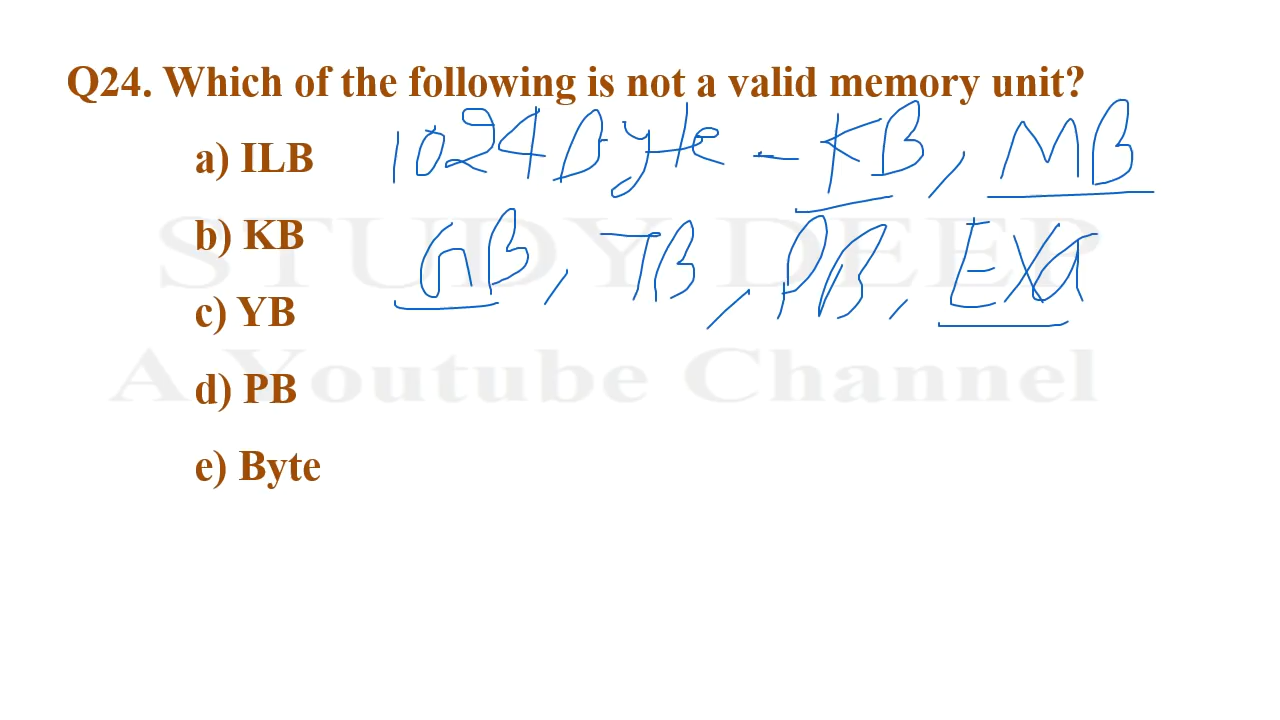 Q24. Which of the following is not a valid memory unit?
a) ILB
1024 Byte - KB, MB
b) KB
GB, TB, PB, EXa
c) YB
d) PB
e) Byte
STUDY DEEP
A Youtube Channel